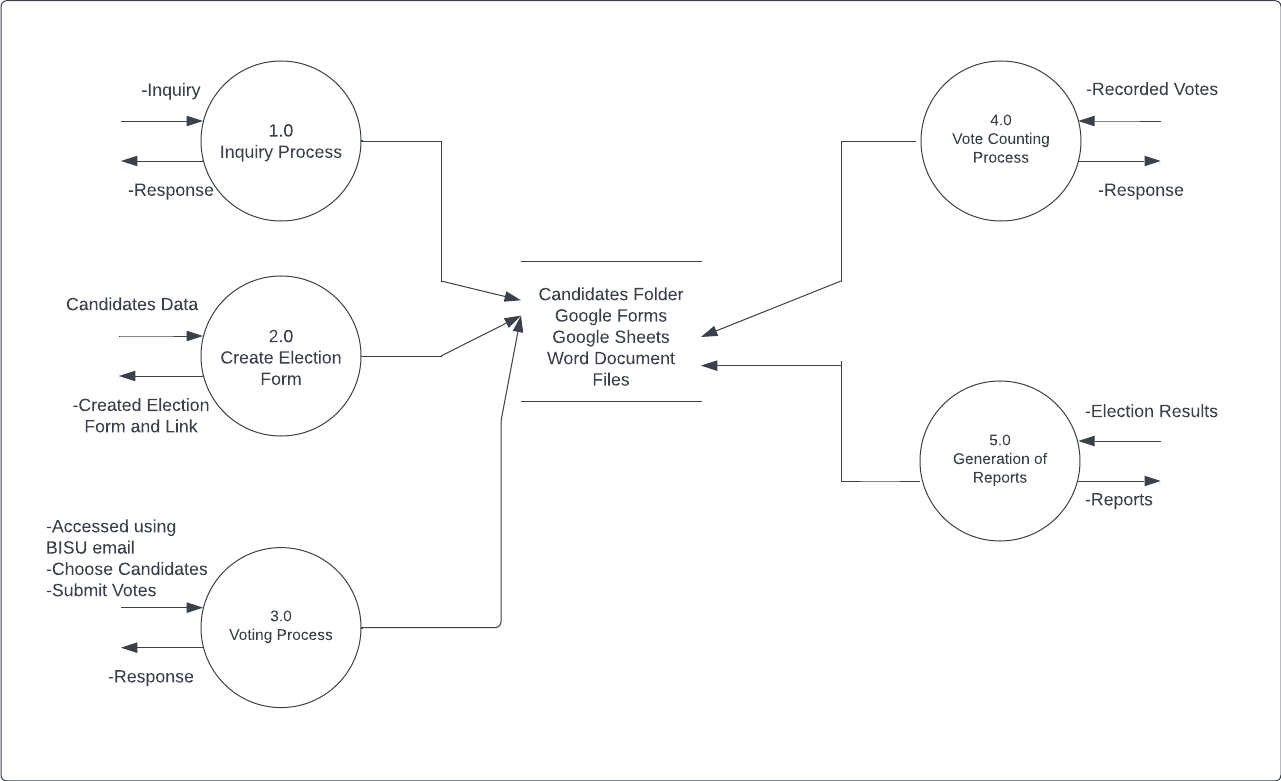 -Inquiry
1.0
Inquiry Process
-Response
Candidates Data
2.0
Create Election
Form
-Created Election
Form and Link
-Accessed using
BISU email
-Choose Candidates
-Submit Votes
3.0
Voting Process
-Response
Candidates Folder
Google Forms
Google Sheets
Word Document
Files
-Recorded Votes
4.0
Vote Counting
Process
-Response
-Election Results
5.0
Generation of
Reports
-Reports